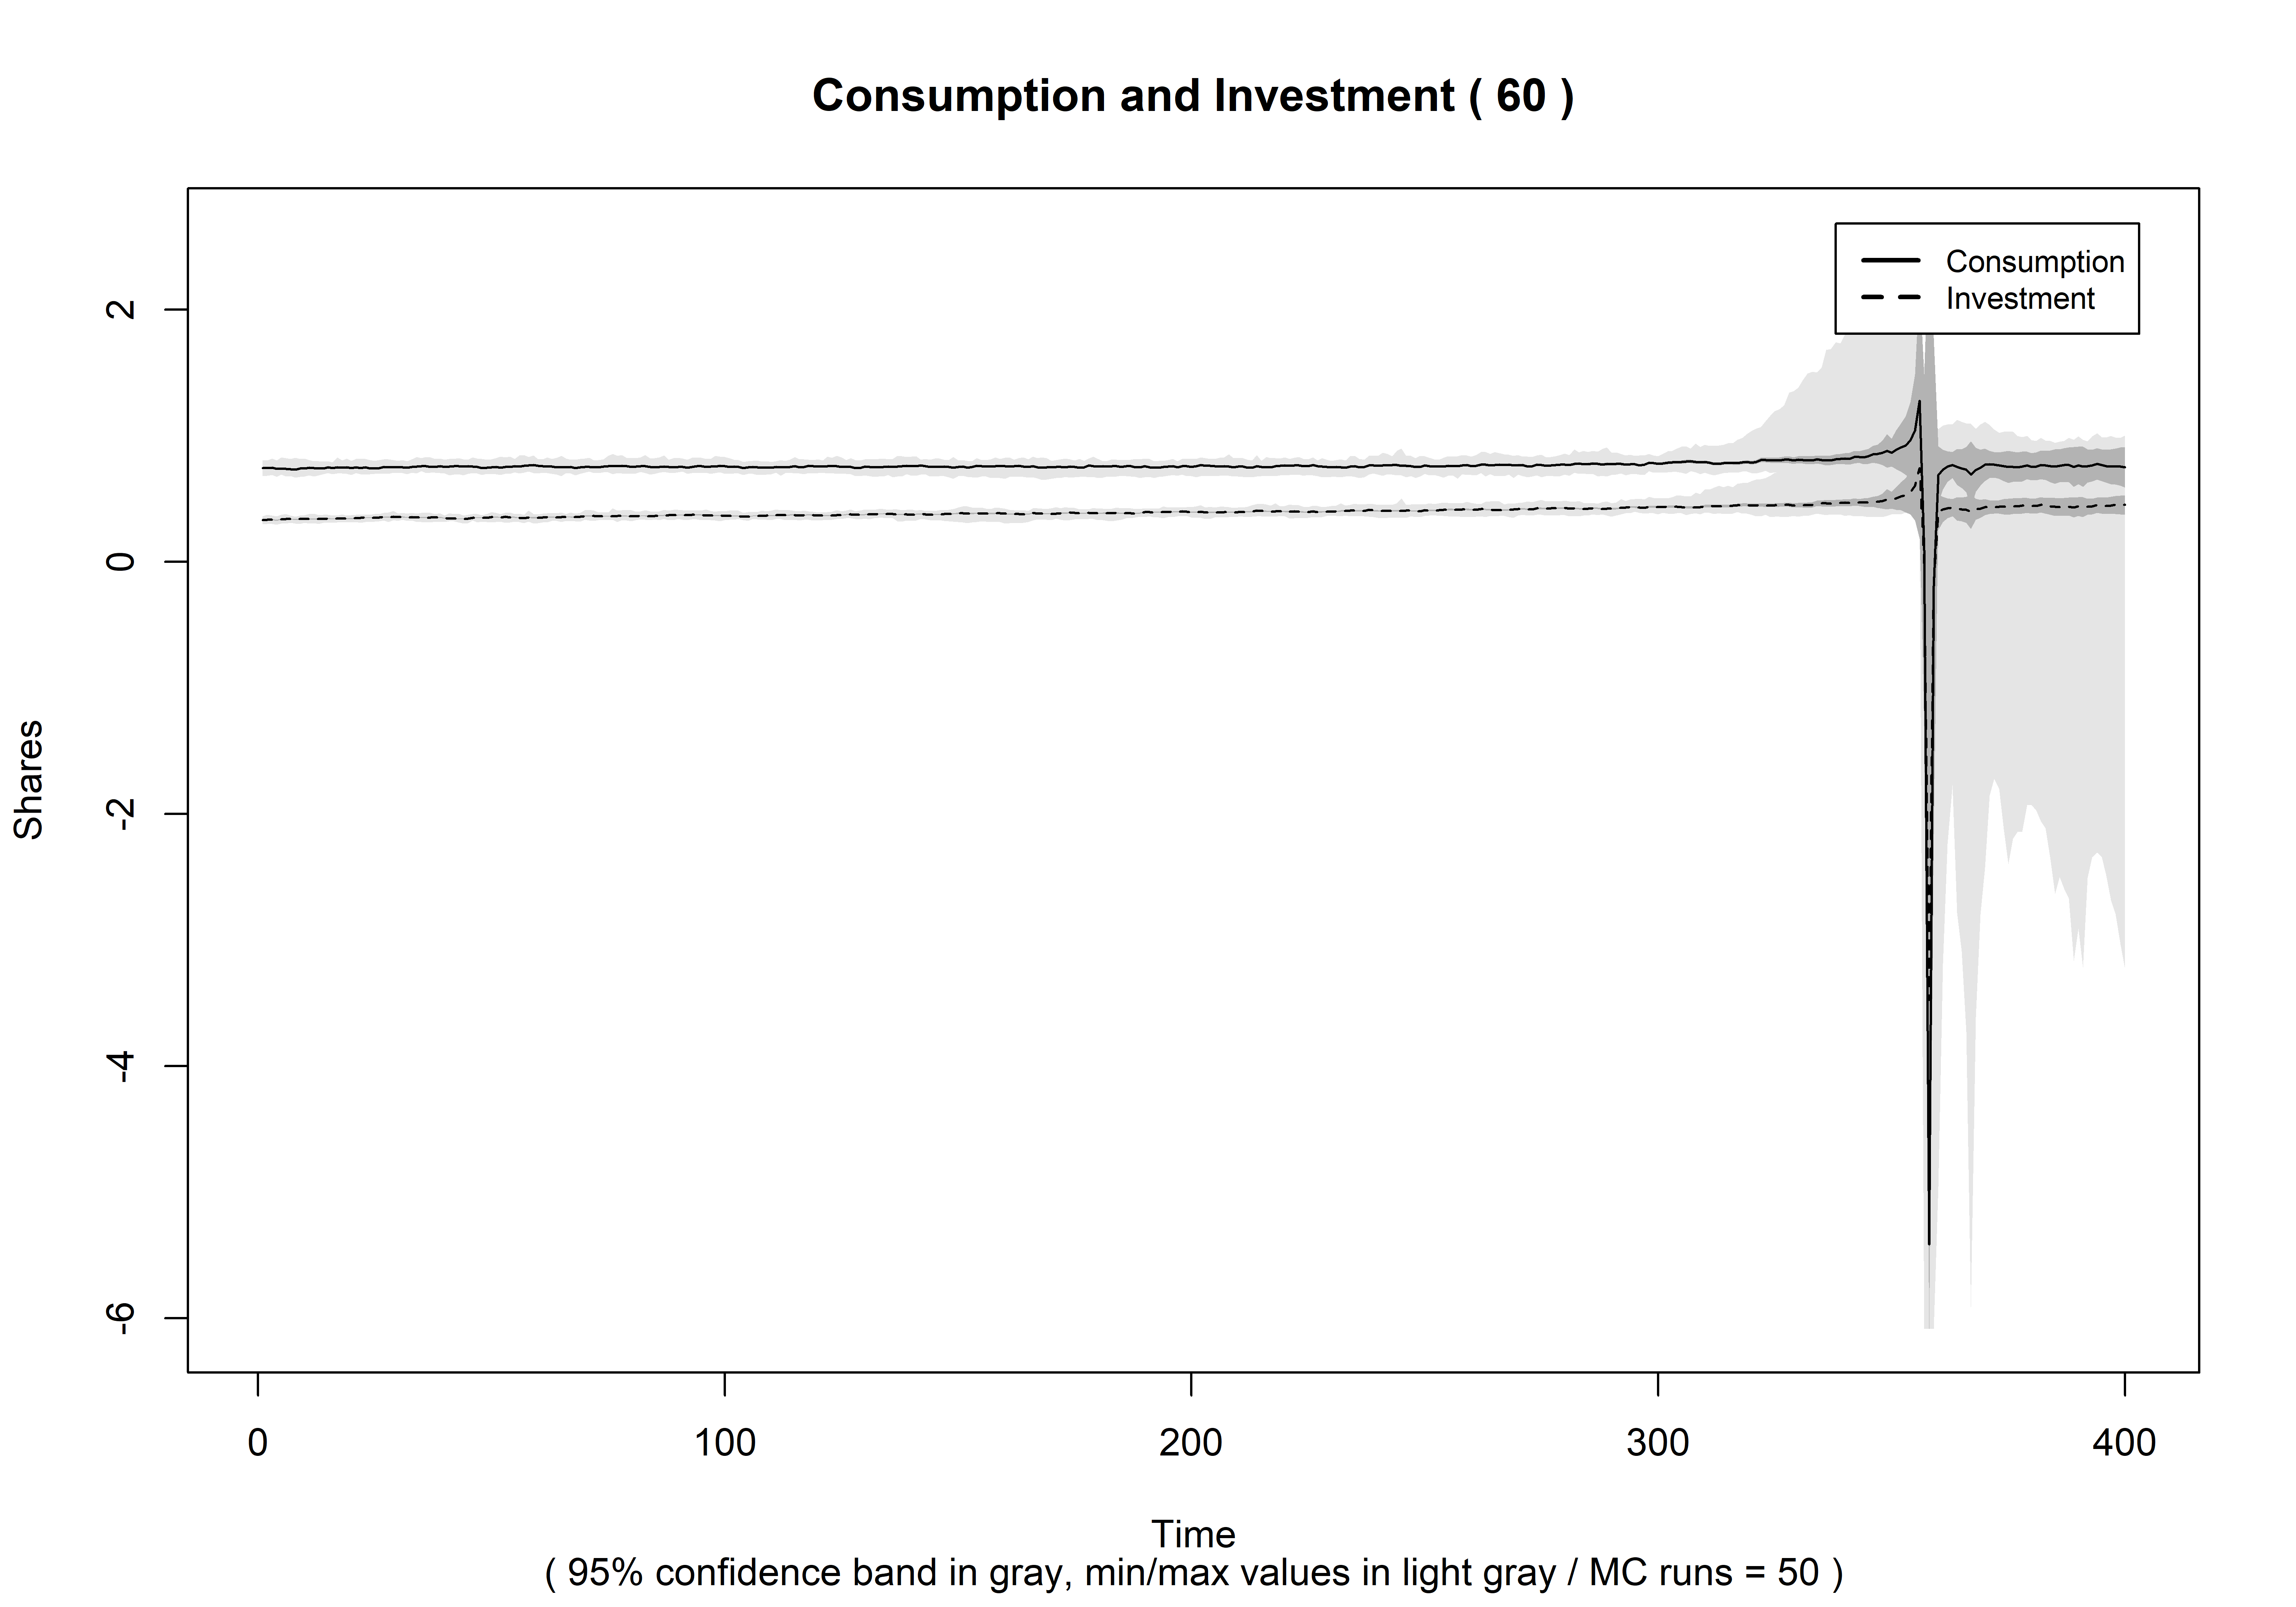 Consumption and Investment ( 60 )
Consumption
Investment
Shares
2
0
-2
-4
-6
0 100 200 300 400
Time
( 95% confidence band in gray, min/max values in light gray / MC runs = 50 )